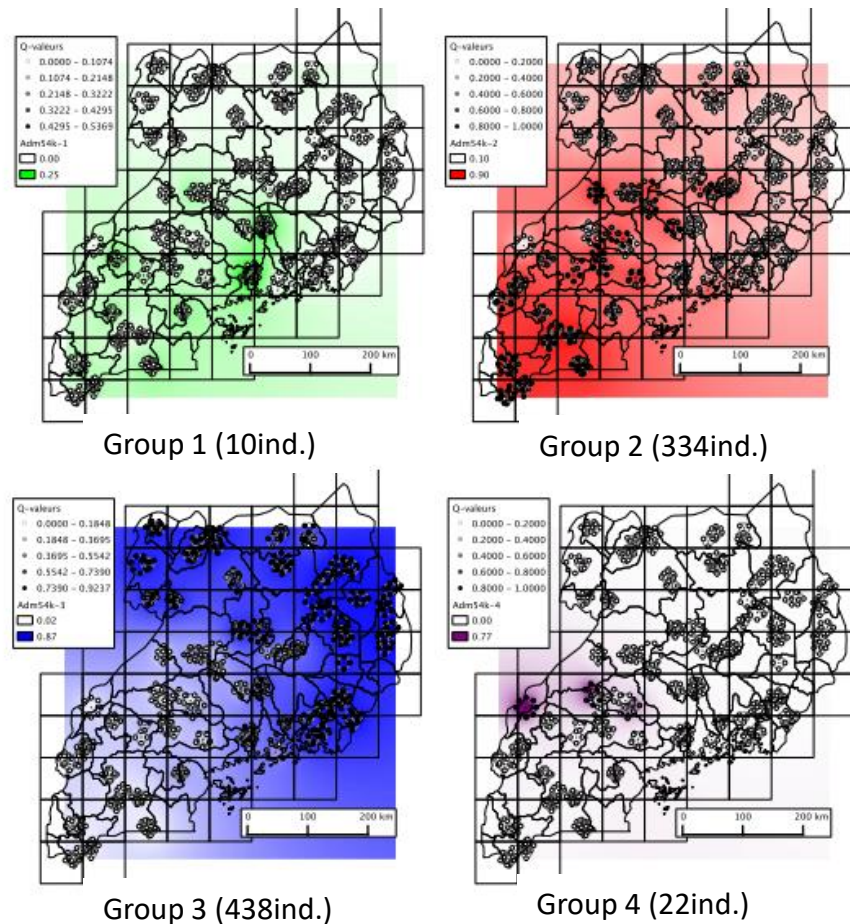 Q-valeurs
0.0000 - 0.1074
0.1074 - 0.2148
0.2148 - 0.3222
0.3222 - 0.4295
0.4295 - 0.5369
Adm54k-1
0.00
0.25
0 100 200 km
Group 1 (10ind.)
Q-valeurs
0.0000 - 0.2000
0.2000 - 0.4000
0.4000 - 0.6000
0.6000 - 0.8000
0.8000 - 1.0000
Adm54k-2
0.10
0.90
0 100 200 km
Group 2 (334ind.)
Q-valeurs
0.0000 - 0.1848
0.1848 - 0.3695
0.3695 - 0.5542
0.5542 - 0.7390
0.7390 - 0.9237
Adm54k-3
0.02
0.87
0 100 200 km
Group 3 (438ind.)
Q-valeurs
0.0000 - 0.2000
0.2000 - 0.4000
0.4000 - 0.6000
0.6000 - 0.8000
0.8000 - 1.0000
Adm54k-4
0.00
0.77
0 100 200 km
Group 4 (22ind.)